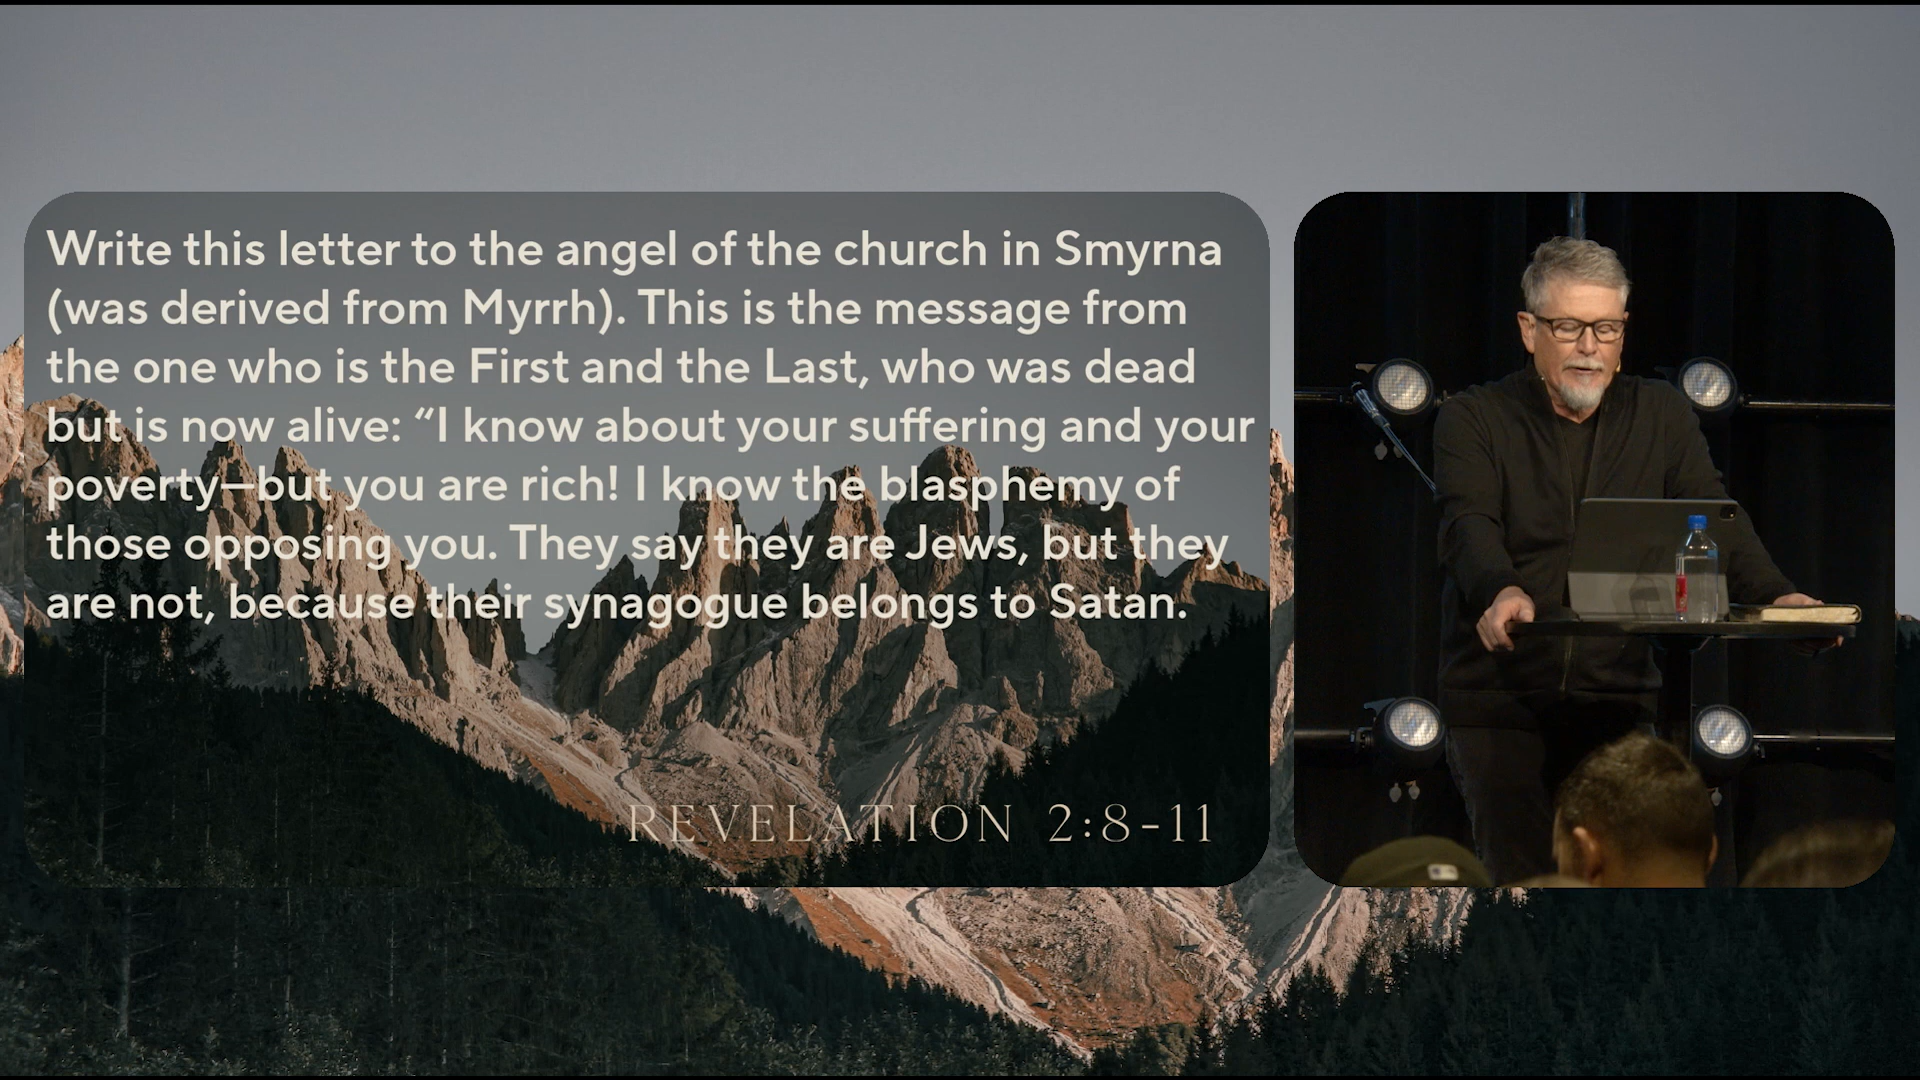 Write this letter to the angel of the church in Smyrna
(was derived from Myrrh). This is the message from
the one who is the First and the Last, who was dead
but is now alive: “I know about your suffering and your
poverty—but you are rich! I know the blasphemy of
those opposing you. They say they are Jews, but they
are not, because their synagogue belongs to Satan.
REVELATION 2:8-11